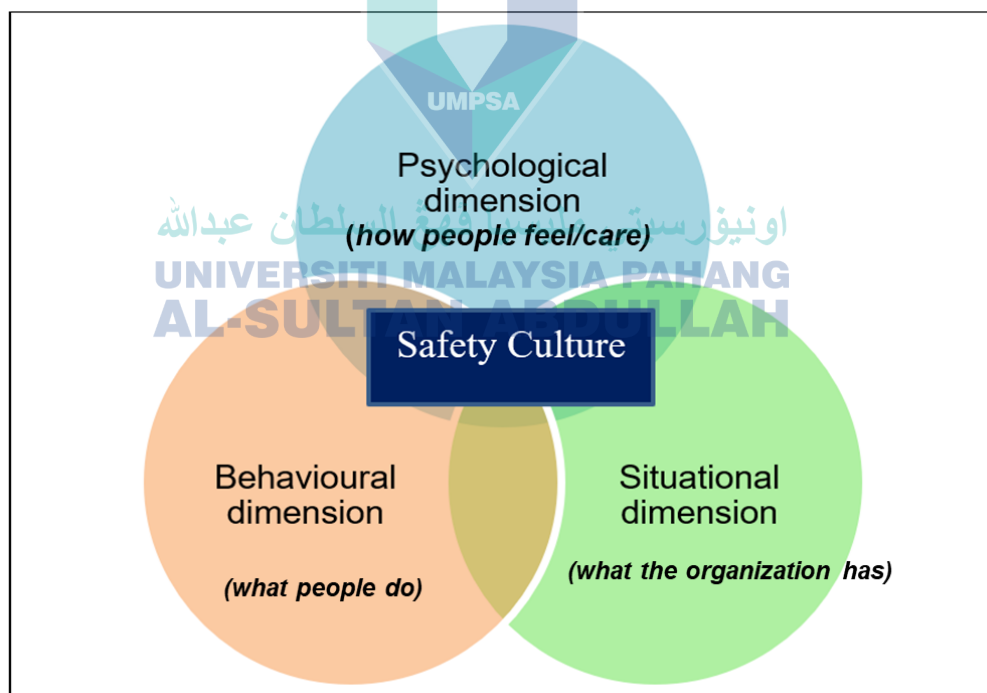 UMPSA
Psychological
dimension
(how people feel/care)
اونيۏرسيتي مليسيا ڤهڠ السلطان عبدالله
UNIVERSITI MALAYSIA PAHANG
AL-SULTAN ABDULLAH
Safety Culture
Behavioural
dimension
(what people do)
Situational
dimension
(what the organization has)